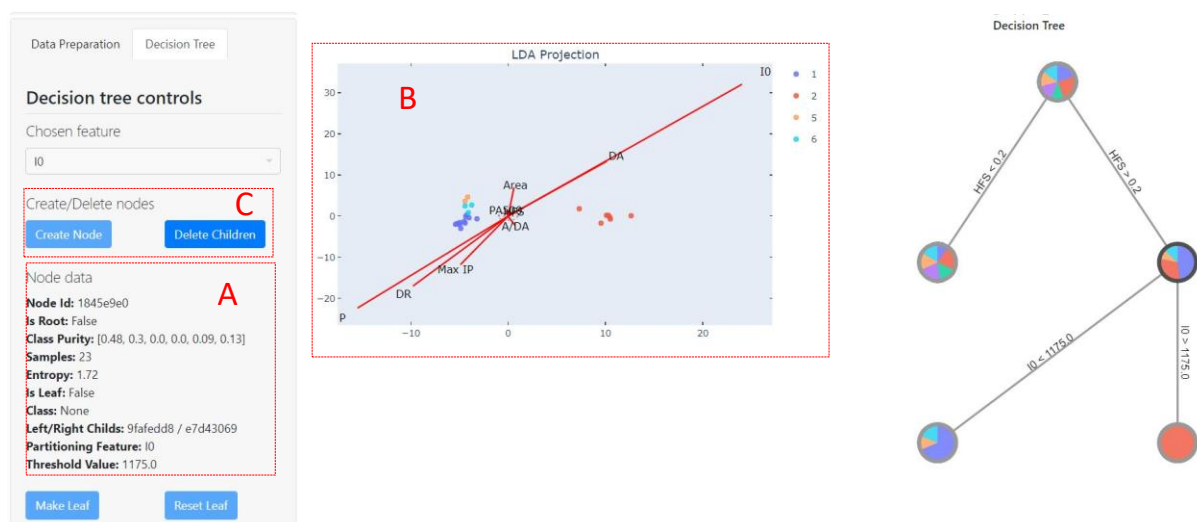 Data Preparation
Decision Tree
Decision tree controls
Chosen feature
I0
Create/Delete nodes
C
Create Node
Delete Children
Node data
A
Node Id: 1845e9e0
Is Root: False
Class Purity: [0.48, 0.3, 0.0, 0.0, 0.09, 0.13]
Samples: 23
Entropy: 1.72
Is Leaf: False
Class: None
Left/Right Childs: 9fafedd8 / e7d43069
Partitioning Feature: I0
Threshold Value: 1175.0
Make Leaf
Reset Leaf
LDA Projection
B
I0
DA
Area
A/DA
Max IP
DR
P
30
20
10
0
−10
−20
−10
0
10
20
1
2
5
6
Decision Tree
HFS < 0.2
HFS > 0.2
I0 < 1175.0
I0 > 1175.0